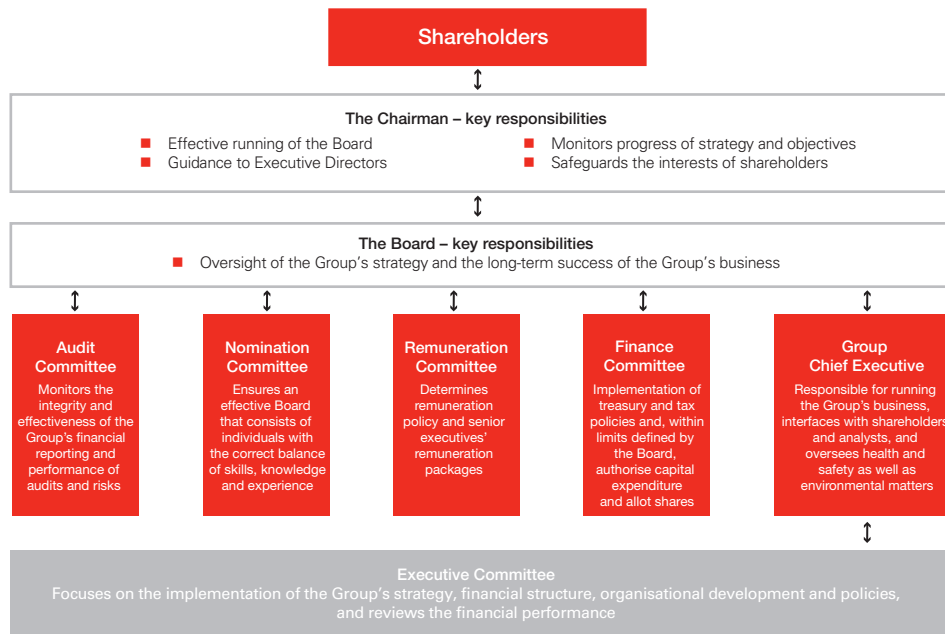 Shareholders
The Chairman – key responsibilities
■ Effective running of the Board
■ Guidance to Executive Directors
■ Monitors progress of strategy and objectives
■ Safeguards the interests of shareholders
The Board – key responsibilities
■ Oversight of the Group's strategy and the long-term success of the Group's business
Audit
Committee
Monitors the
integrity and
effectiveness of the
Group's financial
reporting and
performance of
audits and risks
Nomination
Committee
Ensures an
effective Board
that consists of
individuals with
the correct balance
of skills, knowledge
and experience
Remuneration
Committee
Determines
remuneration
policy and senior
executives'
remuneration
packages
Finance
Committee
Implementation of
treasury and tax
policies and, within
limits defined by
the Board,
authorise capital
expenditure
and allot shares
Group
Chief Executive
Responsible for running
the Group's business,
interfaces with shareholders
and analysts, and
oversees health and
safety as well as
environmental matters
Executive Committee
Focuses on the implementation of the Group's strategy, financial structure, organisational development and policies,
and reviews the financial performance